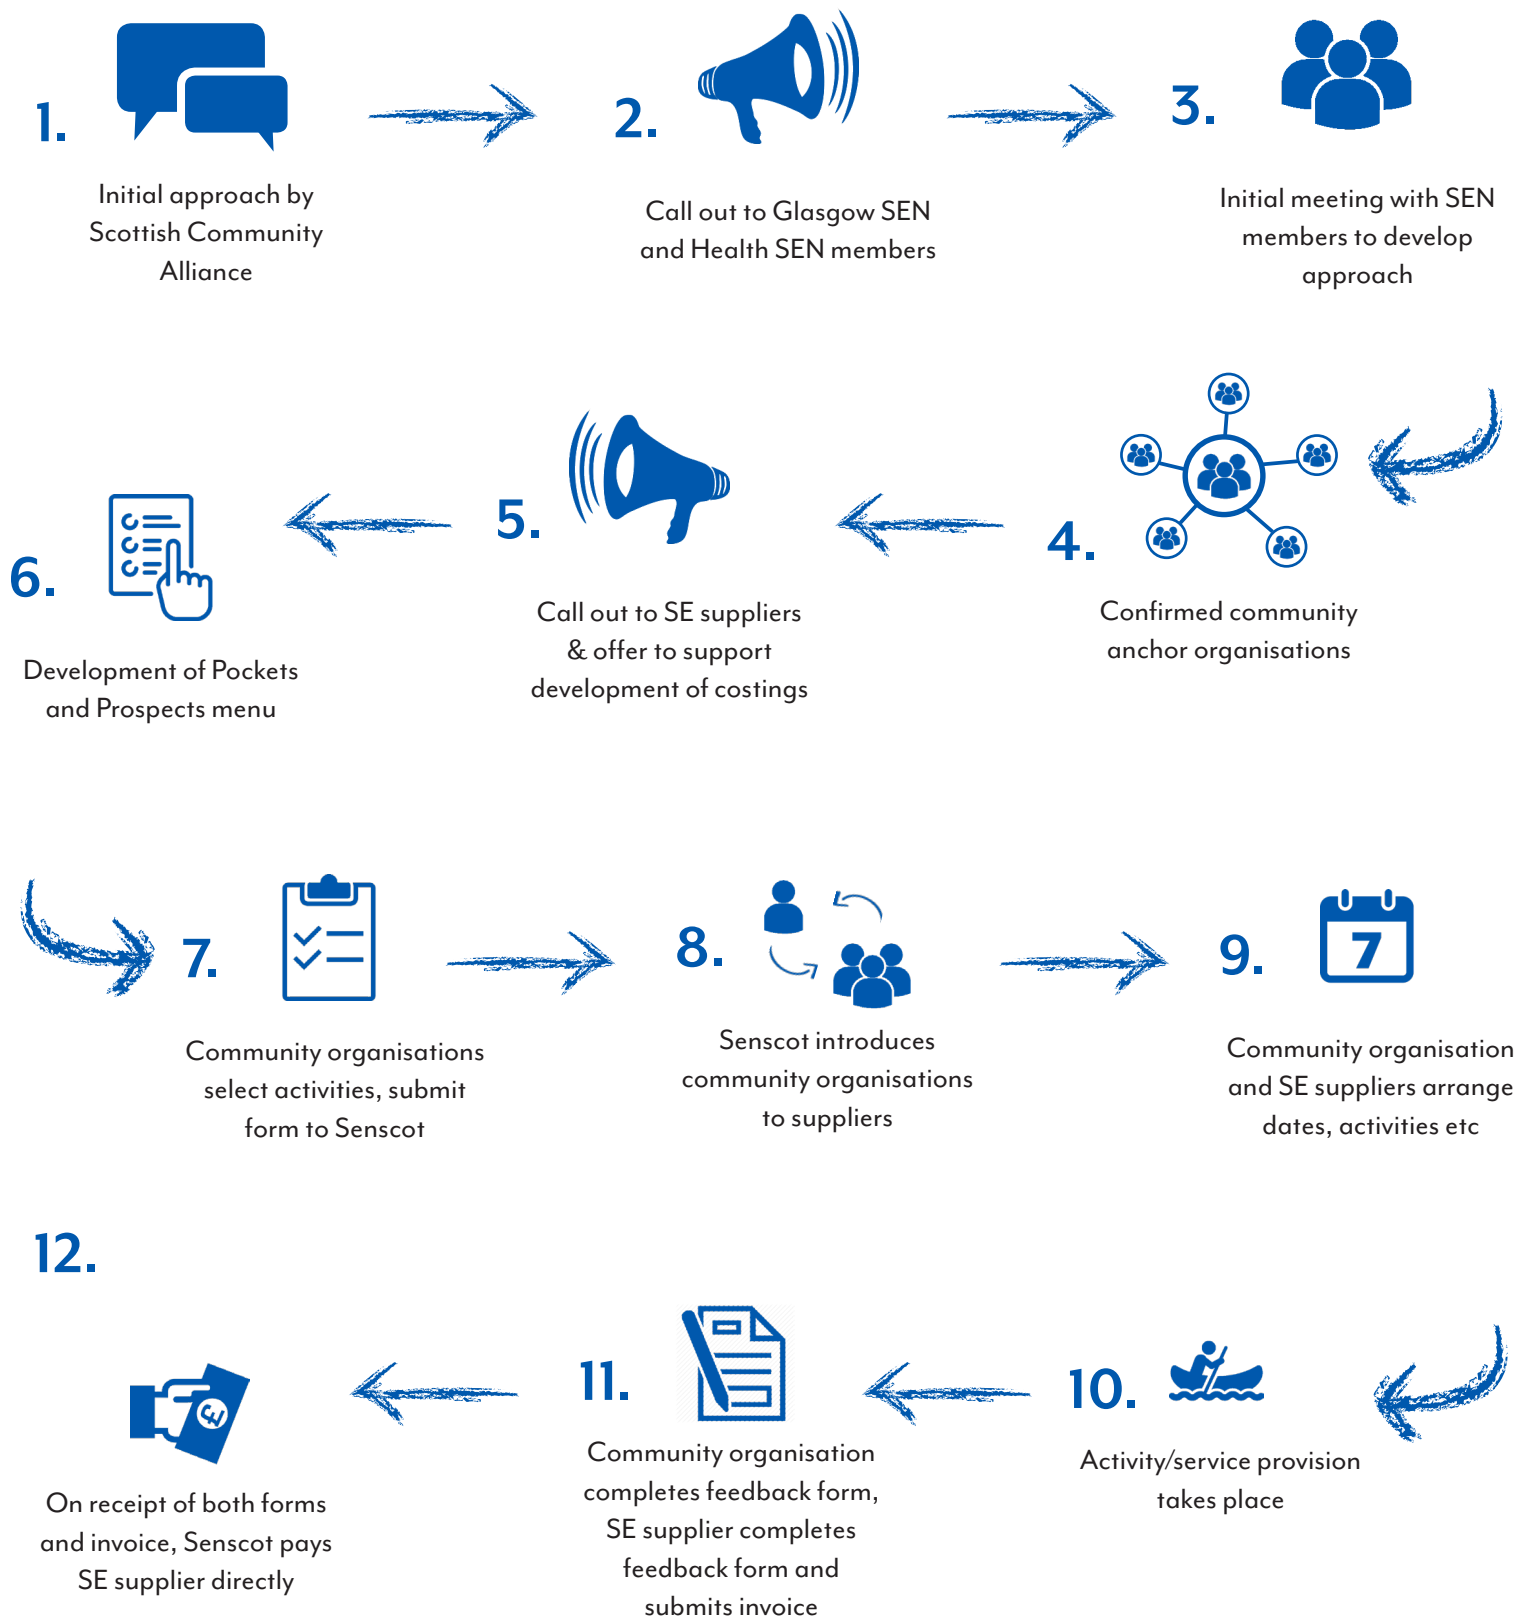 1.
Initial approach by
Scottish Community
Alliance
2.
Call out to Glasgow SEN
and Health SEN members
3.
Initial meeting with SEN
members to develop
approach
4.
Confirmed community
anchor organisations
5.
Call out to SE suppliers
& offer to support
development of costings
6.
Development of Pockets
and Prospects menu
7.
Community organisations
select activities, submit
form to Senscot
8.
Senscot introduces
community organisations
to suppliers
9.
7
Community organisation
and SE suppliers arrange
dates, activities etc
10.
Activity/service provision
takes place
11.
Community organisation
completes feedback form,
SE supplier completes
feedback form and
submits invoice
12.
£
On receipt of both forms
and invoice, Senscot pays
SE supplier directly